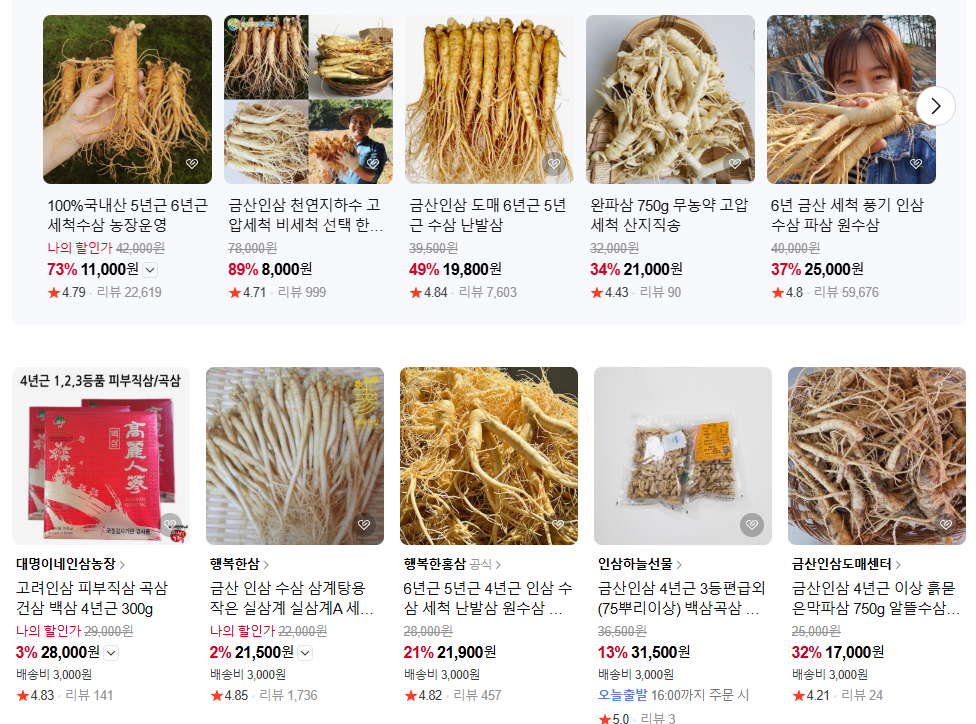 100%국내산 5년근 6년근
세척수삼 농장운영
나의 할인가 42,000원
73% 11,000원
★4.79 · 리뷰 22,619
금산인삼 천연지하수 고
압세척 비세척 선택 한...
78,000원
89% 8,000원
★4.71 · 리뷰 999
금산인삼 도매 6년근 5년
근 수삼 난발삼
39,500원
49% 19,800원
★4.84 · 리뷰 7,603
완파삼 750g 무농약 고압
세척 산지직송
32,000원
34% 21,000원
★4.43 · 리뷰 90
6년 금산 세척 풍기 인삼
수삼 파삼 원수삼
40,000원
37% 25,000원
★4.8 · 리뷰 59,676
4년근 1,2,3등품 피부직삼/곡삼
백삼
高麗人蔘
대명이네인삼농장 >
고려인삼 피부직삼 곡삼
건삼 백삼 4년근 300g
나의 할인가 29,000원
3% 28,000원
배송비 3,000원
★4.83 · 리뷰 141
행복한삼 >
금산 인삼 수삼 삼계탕용
작은 실삼계 실삼계A 세...
나의 할인가 22,000원
2% 21,500원
배송비 3,000원
★4.85 · 리뷰 1,736
행복한홍삼 공식 >
6년근 5년근 4년근 인삼 수
삼 세척 난발삼 원수삼 ...
28,000원
21% 21,900원
배송비 3,000원
★4.82 · 리뷰 457
인삼하늘선물 >
금산인삼 4년근 3등편급외
(75뿌리이상) 백삼곡삼 ...
36,500원
13% 31,500원
배송비 3,000원
오늘출발 16:00까지 주문 시
★5.0 · 리뷰 3
금산인삼도매센터 >
금산인삼 4년근 이상 흙묻
은막파삼 750g 알뜰수삼...
25,000원
32% 17,000원
배송비 3,000원
★4.21 · 리뷰 24